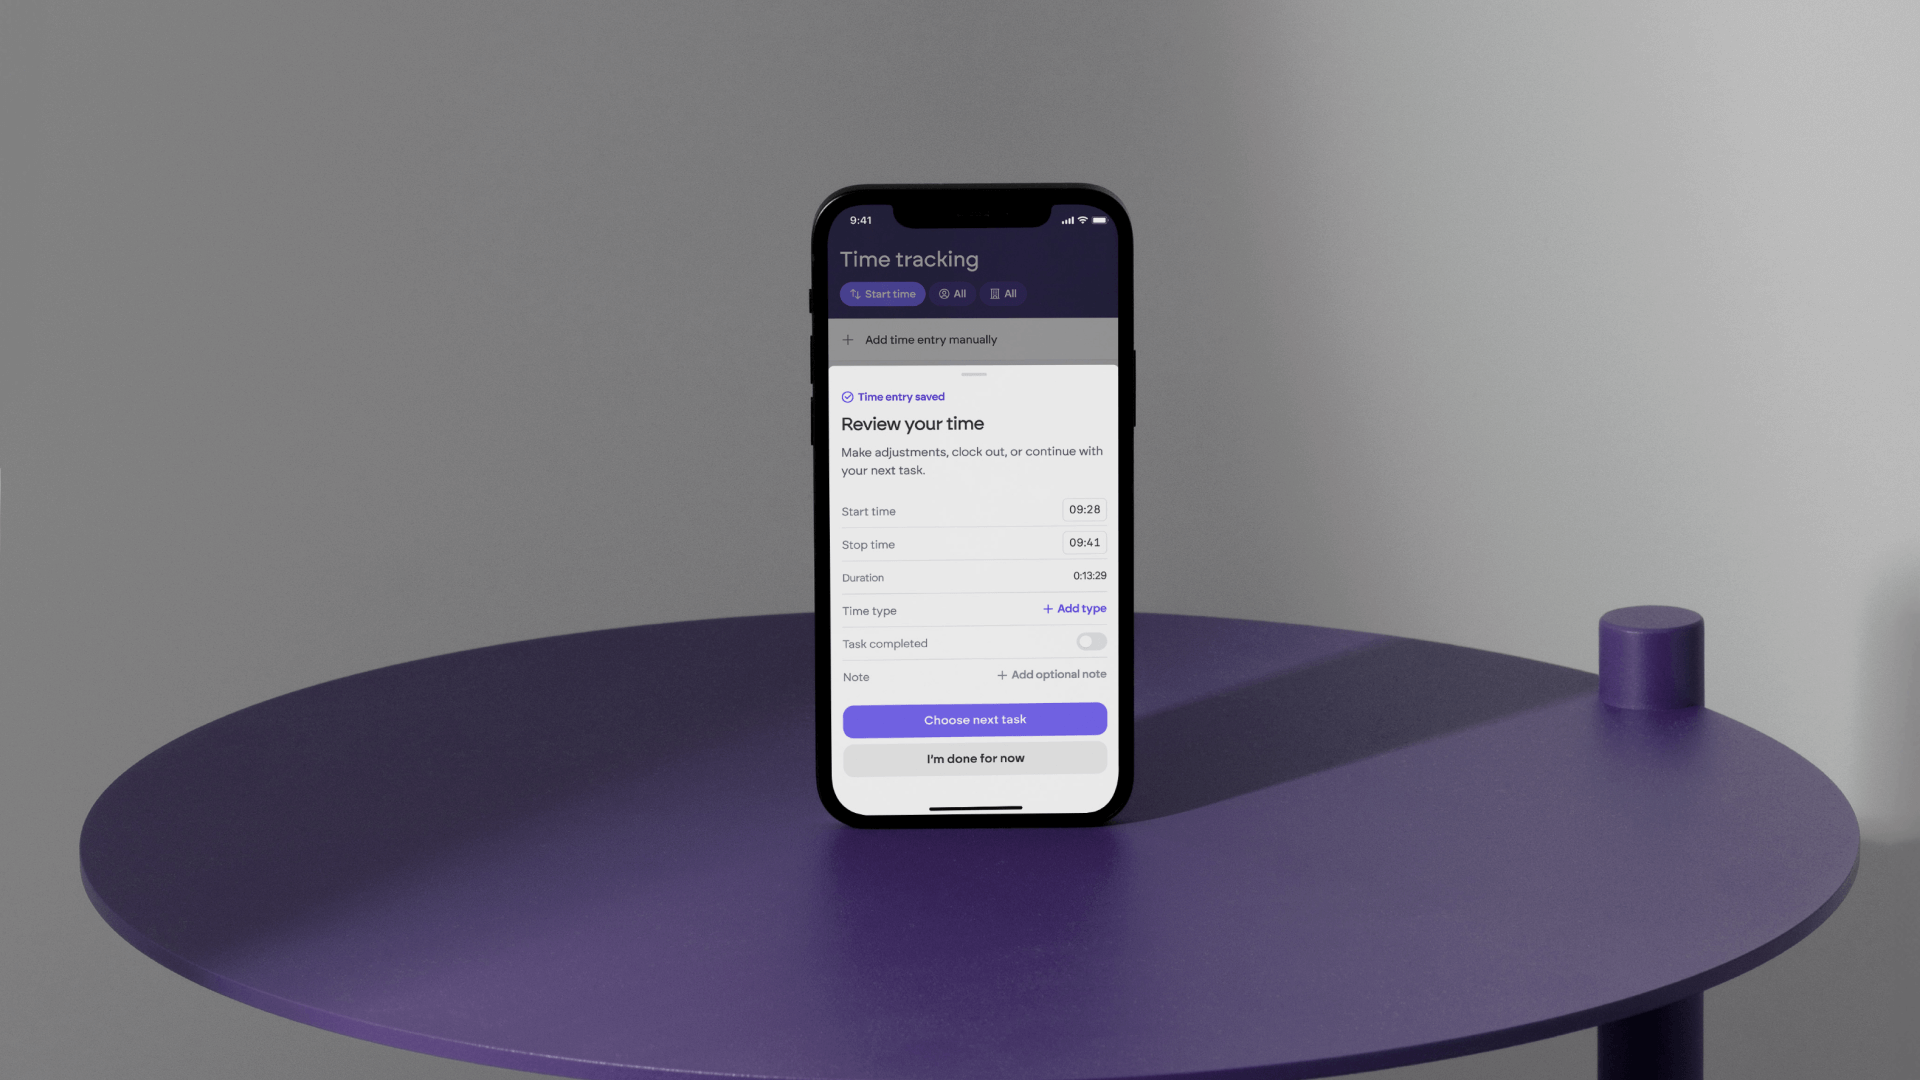 9:41
Time tracking
Start time All All
Add time entry manually
Time entry saved
Review your time
Make adjustments, clock out, or continue with
your next task.
Start time 09:28
Stop time 09:41
Duration 0:13:29
Time type + Add type
Task completed
Note + Add optional note
Choose next task
I'm done for now